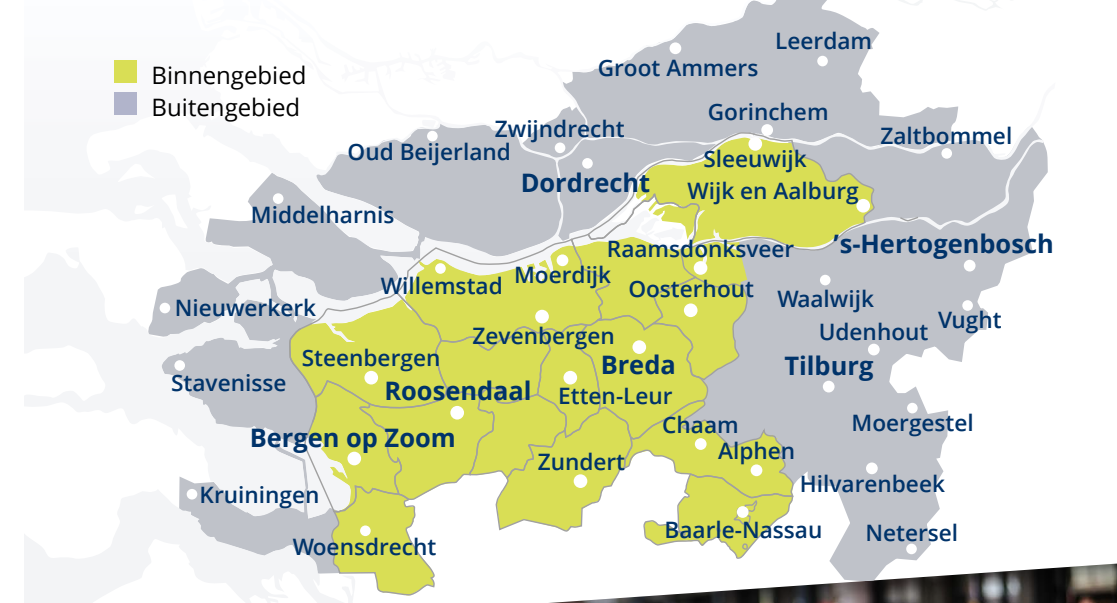 Binnengebied
Buitengebied
Leerdam
Groot Ammers
Gorinchem
Zwijndrecht
Zaltbommel
Oud Beijerland
Sleeuwijk
Dordrecht
Wijk en Aalburg
Middelharnis
Raamsdonksveer
's-Hertogenbosch
Moerdijk
Willemstad
Oosterhout
Waalwijk
Nieuwerkerk
Vught
Udenhout
Zevenbergen
Steenbergen
Breda
Tilburg
Stavenisse
Roosendaal
Etten-Leur
Moergestel
Chaam
Bergen op Zoom
Alphen
Zundert
Hilvarenbeek
Kruiningen
Baarle-Nassau
Netersel
Woensdrecht